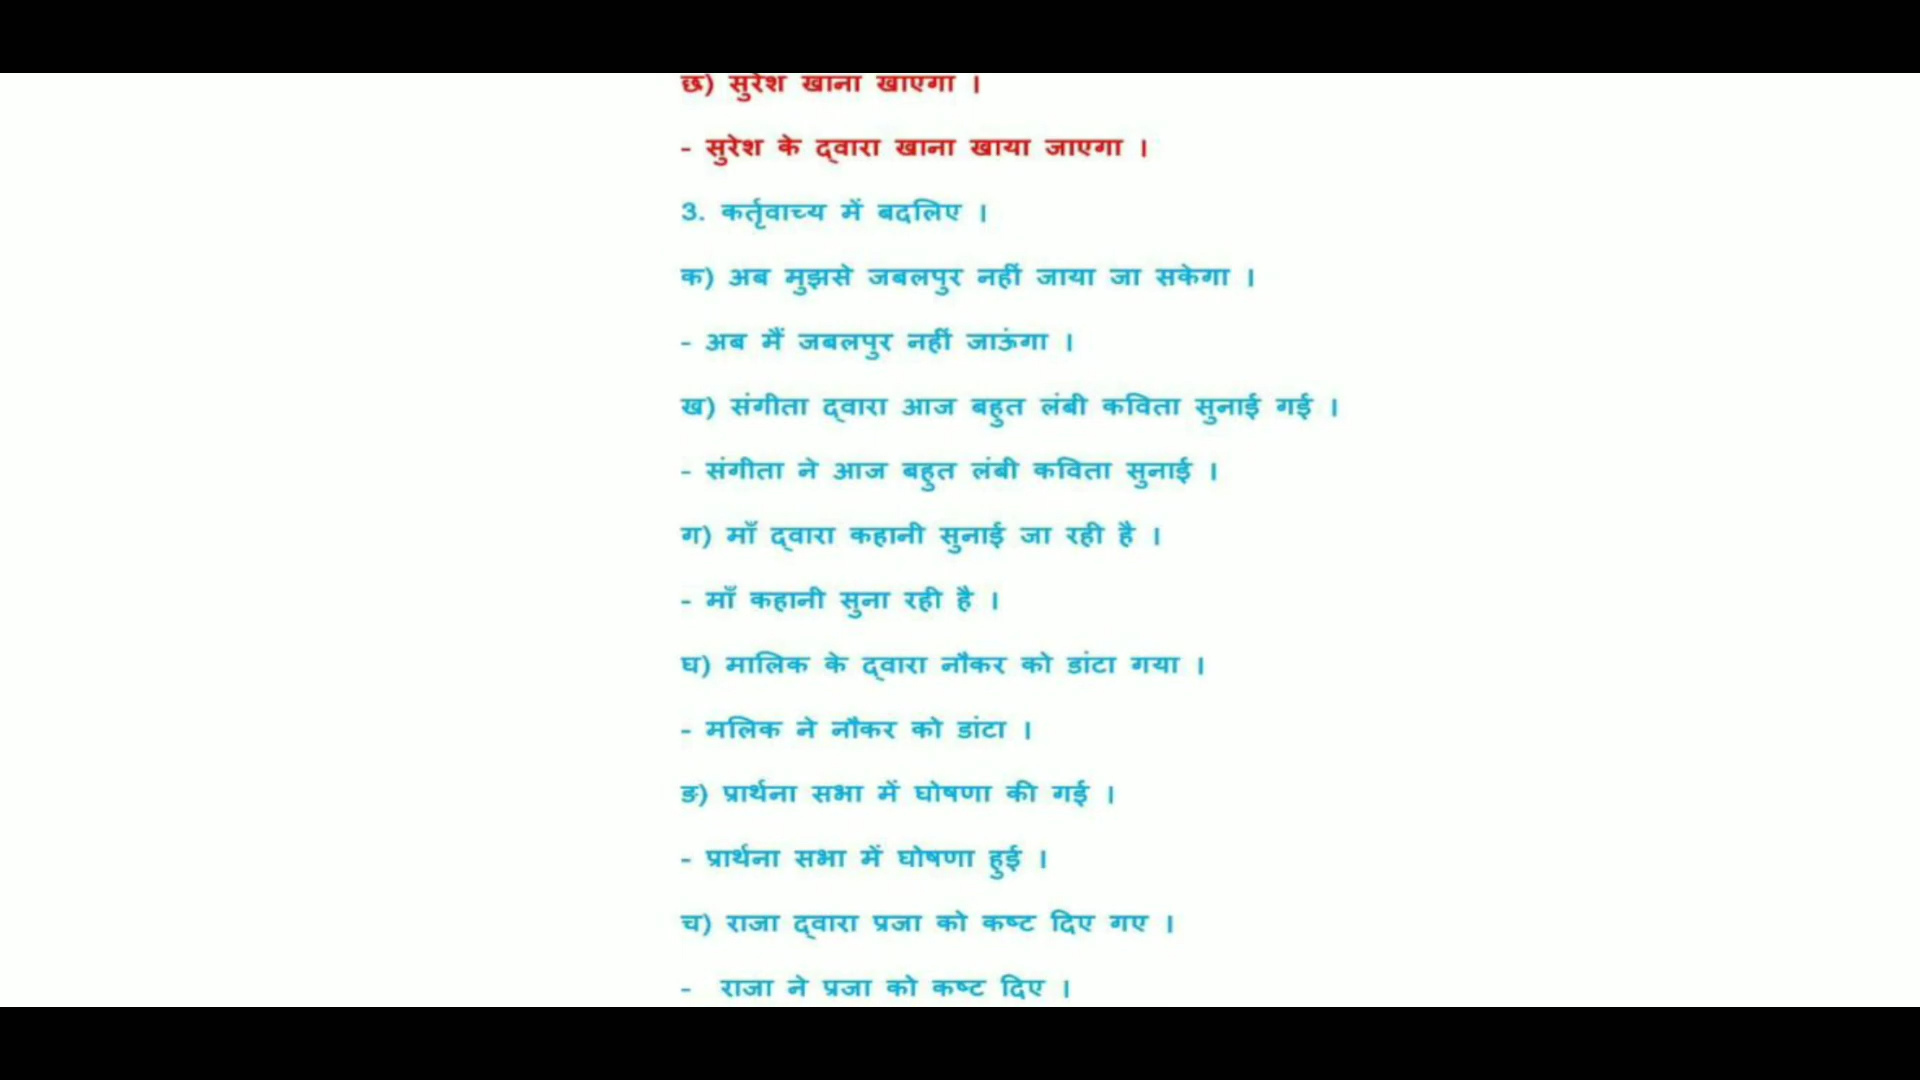 छ) सुरेश खाना खाएगा ।
- सुरेश के द्वारा खाना खाया जाएगा ।
3. कर्तृवाच्य में बदलिए ।
क) अब मुझसे जबलपुर नहीं जाया जा सकेगा ।
- अब मैं जबलपुर नहीं जाऊंगा ।
ख) संगीता द्वारा आज बहुत लंबी कविता सुनाई गई ।
- संगीता ने आज बहुत लंबी कविता सुनाई ।
ग) माँ द्वारा कहानी सुनाई जा रही है ।
- माँ कहानी सुना रही है ।
घ) मालिक के द्वारा नौकर को डांटा गया ।
- मलिक ने नौकर को डांटा ।
ङ) प्रार्थना सभा में घोषणा की गई ।
- प्रार्थना सभा में घोषणा हुई ।
च) राजा द्वारा प्रजा को कष्ट दिए गए ।
- राजा ने प्रजा को कष्ट दिए ।